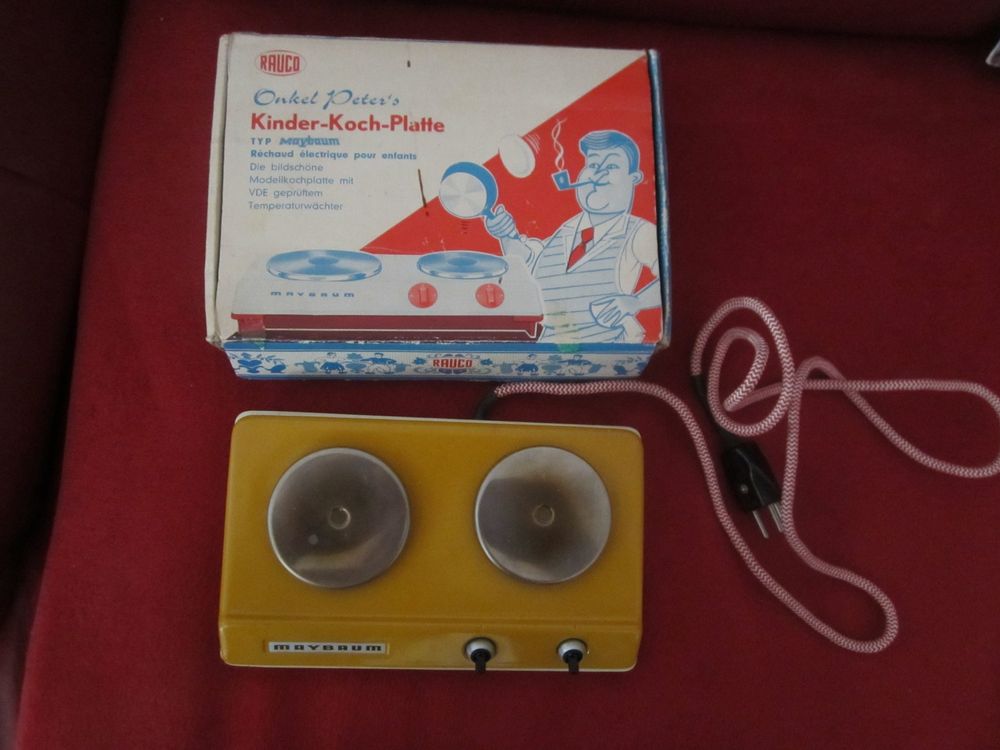 RAUCO
Onkel Peter's
Kinder-Koch-Platte
TYP Maybaum
Réchaud électrique pour enfants
Die bildschöne
Modellkochplatte mit
VDE geprüftem
Temperaturwächter
MAYBAUM
RAUCO
MAYBAUM